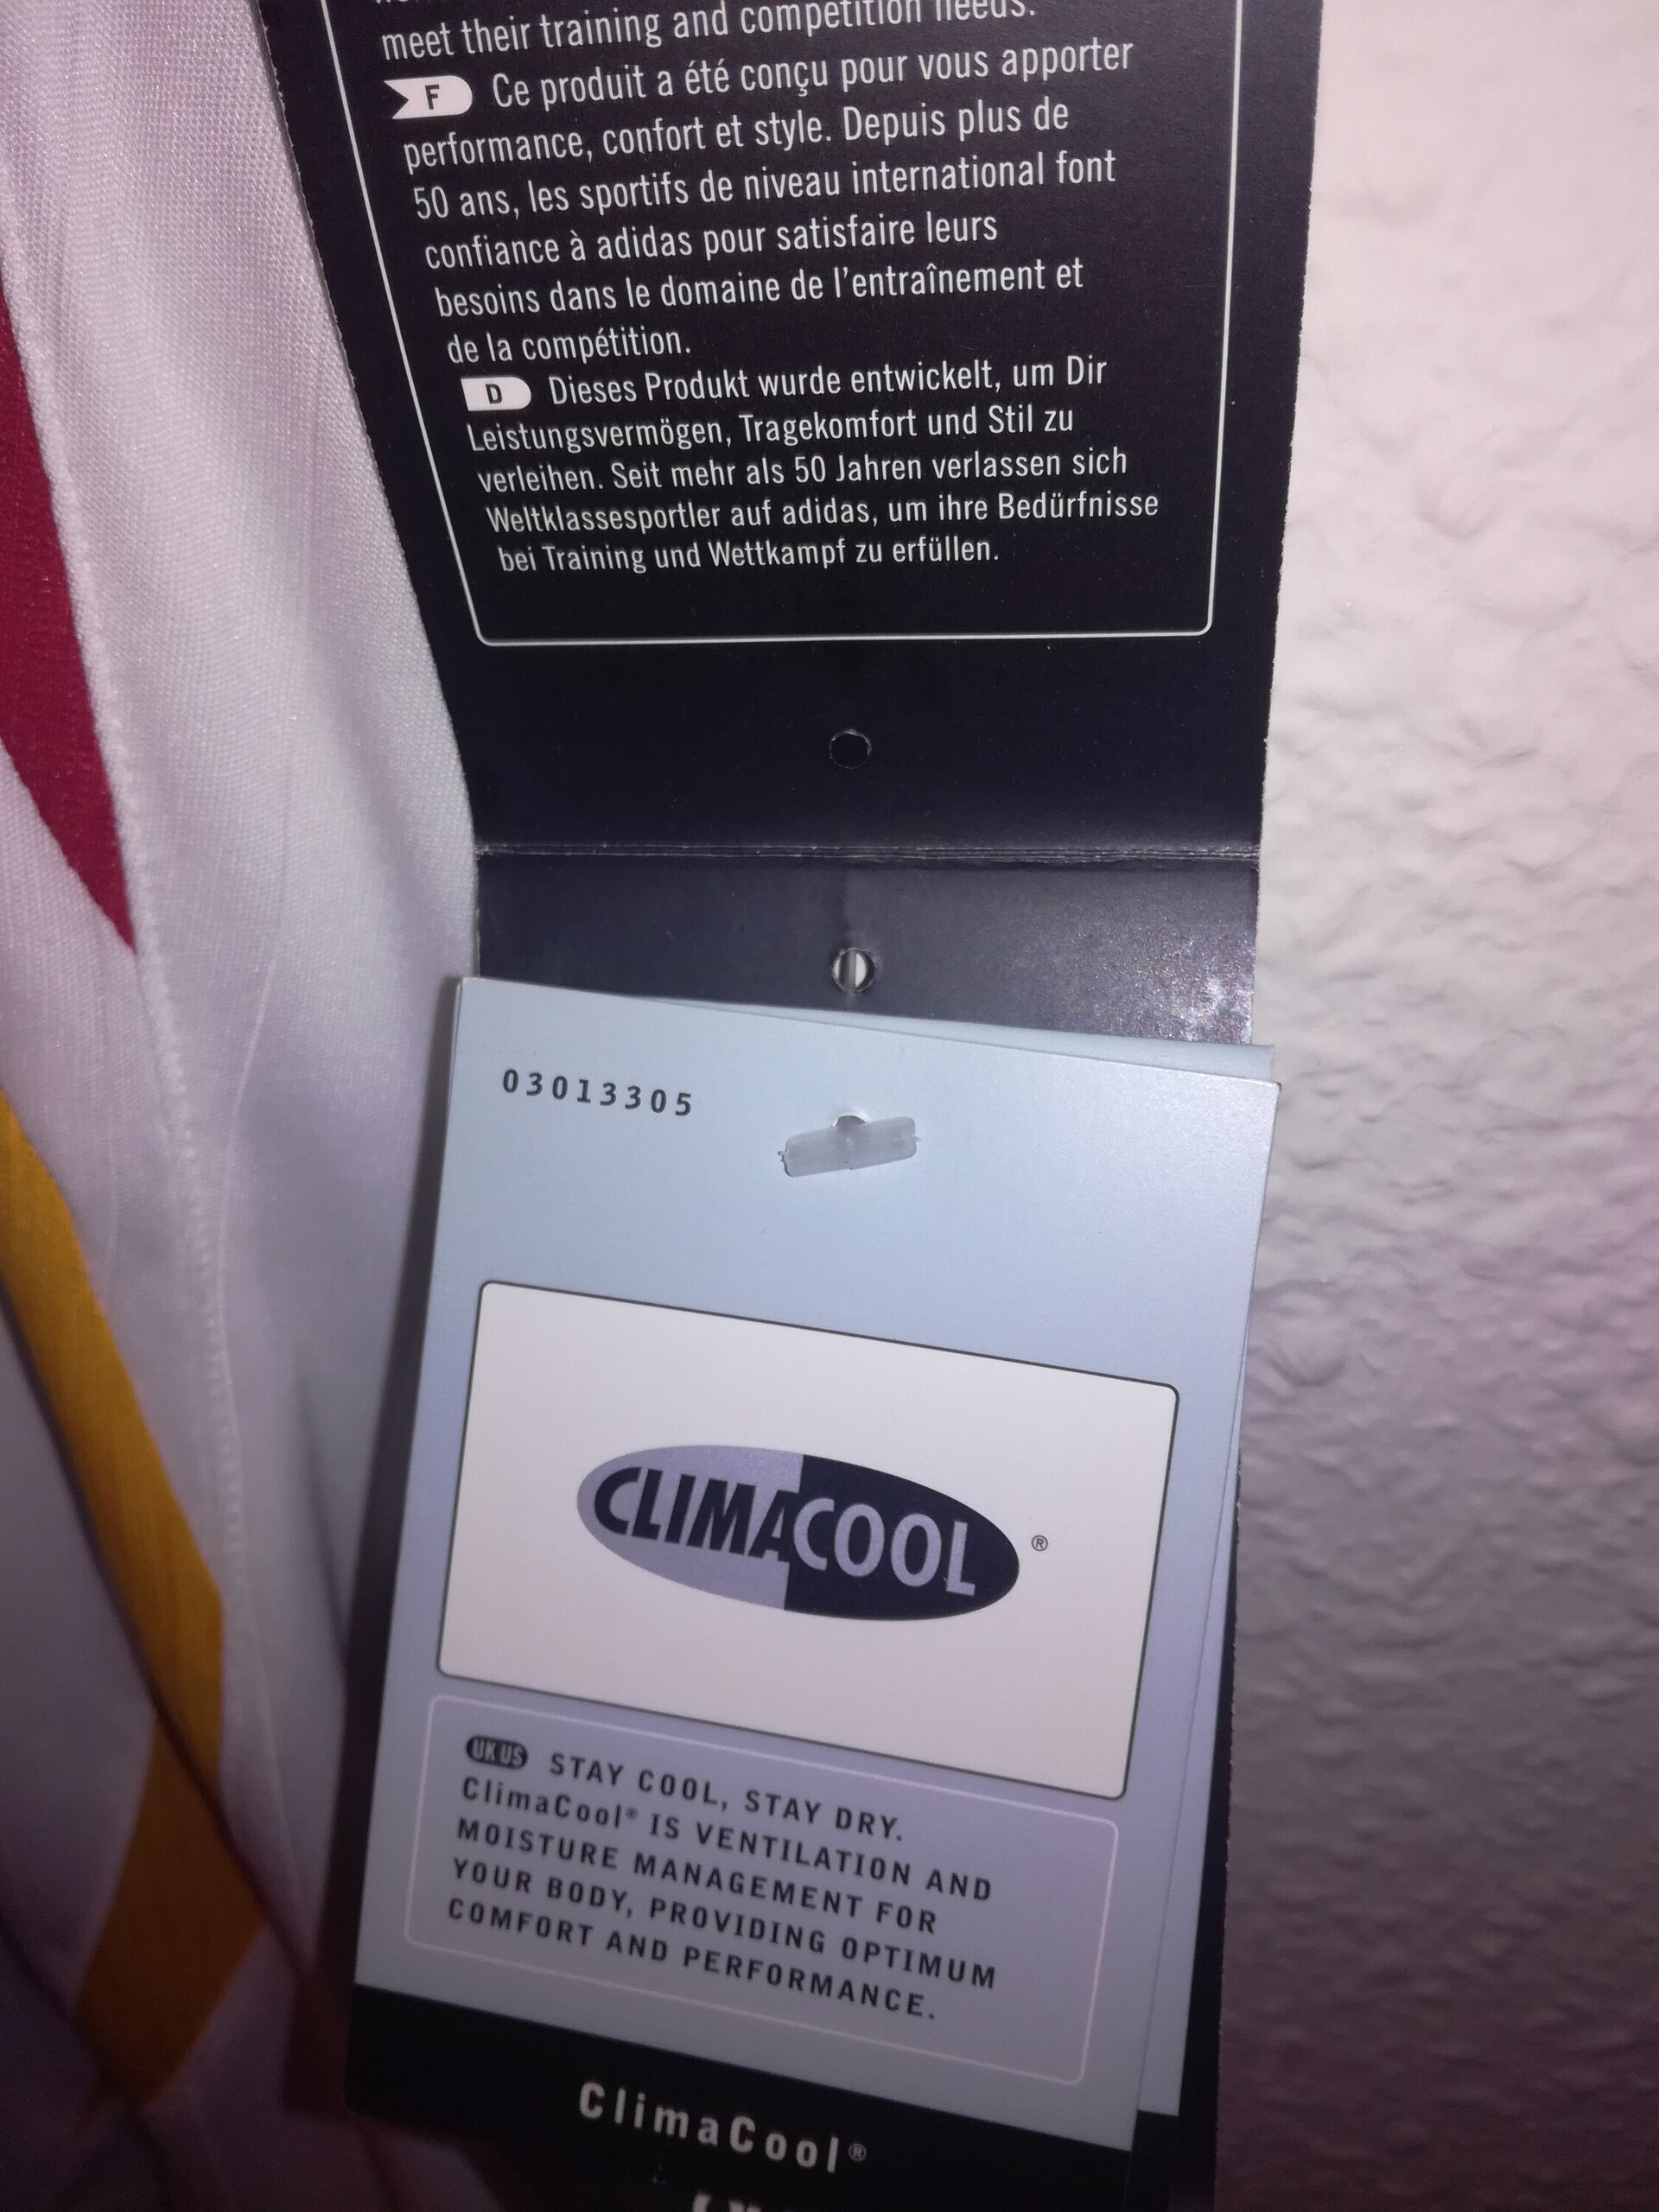 meet their training and competition needs.
F Ce produit a été conçu pour vous apporter
performance, confort et style. Depuis plus de
50 ans, les sportifs de niveau international font
confiance à adidas pour satisfaire leurs
besoins dans le domaine de l'entraînement et
de la compétition.
D Dieses Produkt wurde entwickelt, um Dir
Leistungsvermögen, Tragekomfort und Stil zu
verleihen. Seit mehr als 50 Jahren verlassen sich
Weltklassesportler auf adidas, um ihre Bedürfnisse
bei Training und Wettkampf zu erfüllen.
03013305
CLIMACOOL ®
UK US STAY COOL, STAY DRY.
ClimaCool® IS VENTILATION AND
MOISTURE MANAGEMENT FOR
YOUR BODY, PROVIDING OPTIMUM
COMFORT AND PERFORMANCE.
ClimaCool®